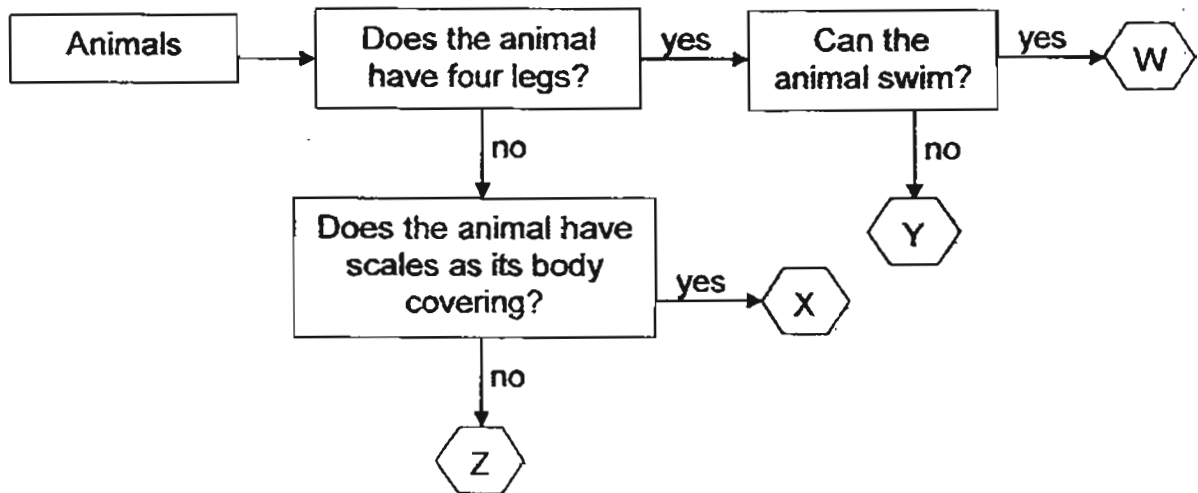 Animals
Does the animal
have four legs?
yes
Can the
animal swim?
yes
W
no
no
Y
Does the animal have
scales as its body
covering?
yes
X
no
Z